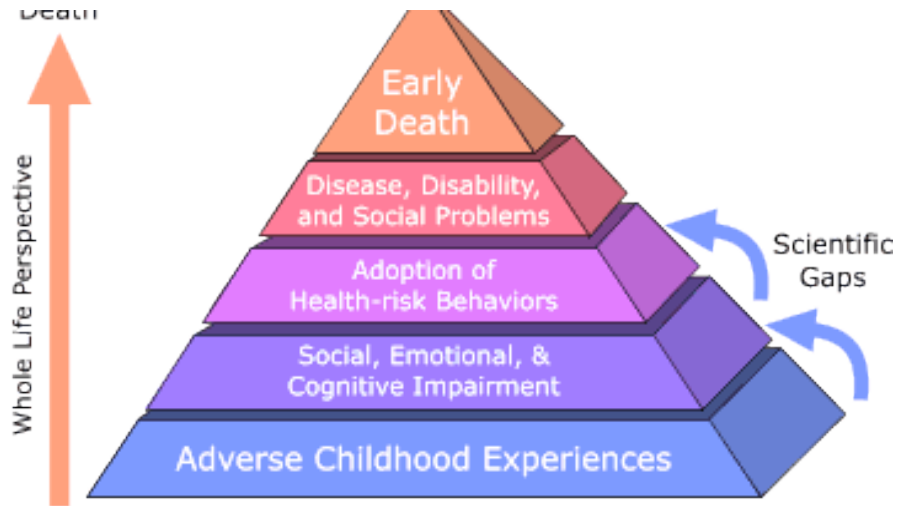 Death
Early
Death
Disease, Disability,
and Social Problems
Adoption of
Health-risk Behaviors
Social, Emotional, &
Cognitive Impairment
Adverse Childhood Experiences
Whole Life Perspective
Scientific
Gaps